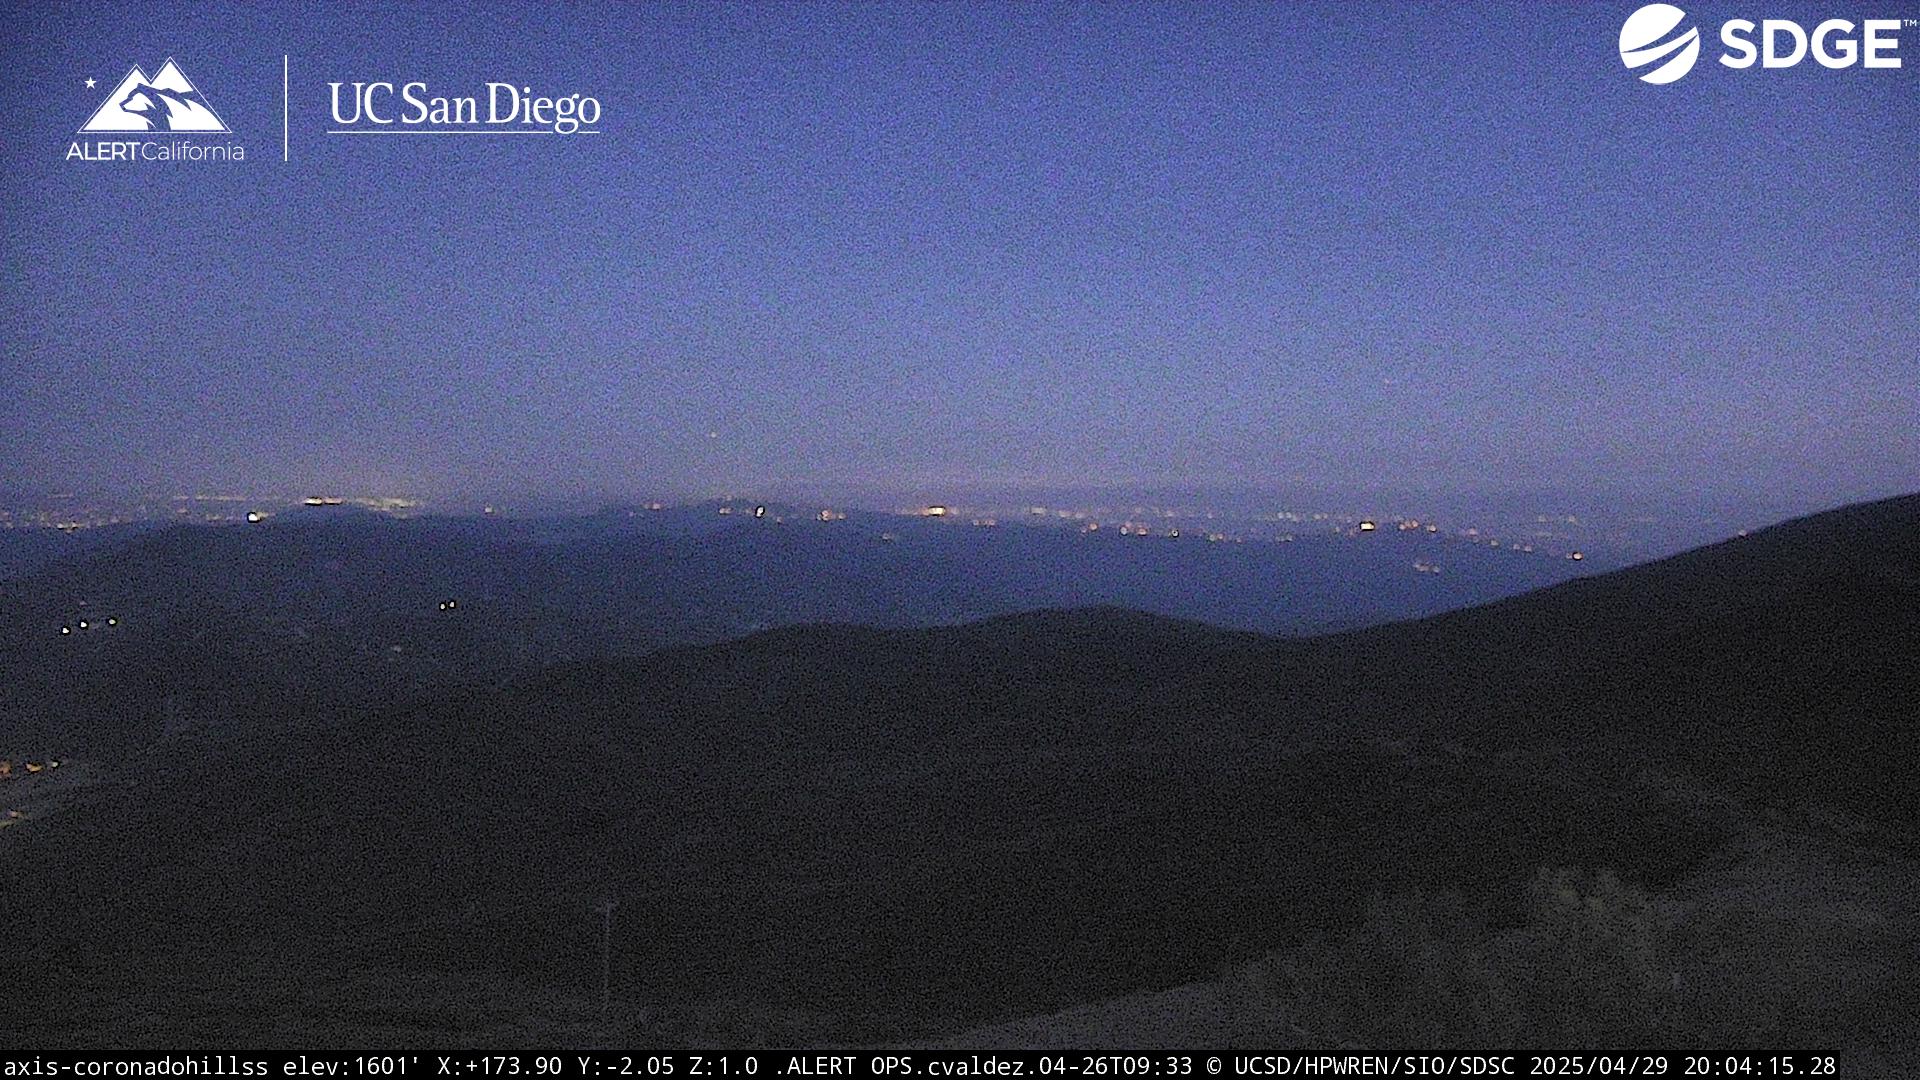 ALERTCalifornia
UC San Diego
SDGE™
axis-coronadohillss elev:1601' X:+173.90 Y:-2.05 Z:1.0 .ALERT OPS.cvaldez.04-26T09:33 © UCSD/HPWREN/SIO/SDSC 2025/04/29 20:04:15.28